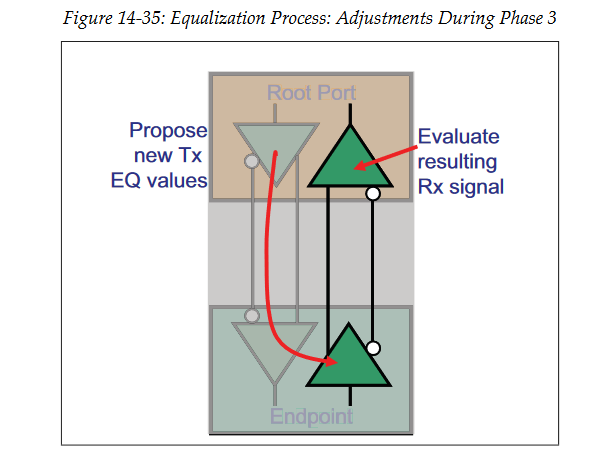 Figure 14-35: Equalization Process: Adjustments During Phase 3
Root Port
Propose
new Tx
EQ values
Evaluate
resulting
Rx signal
Endpoint